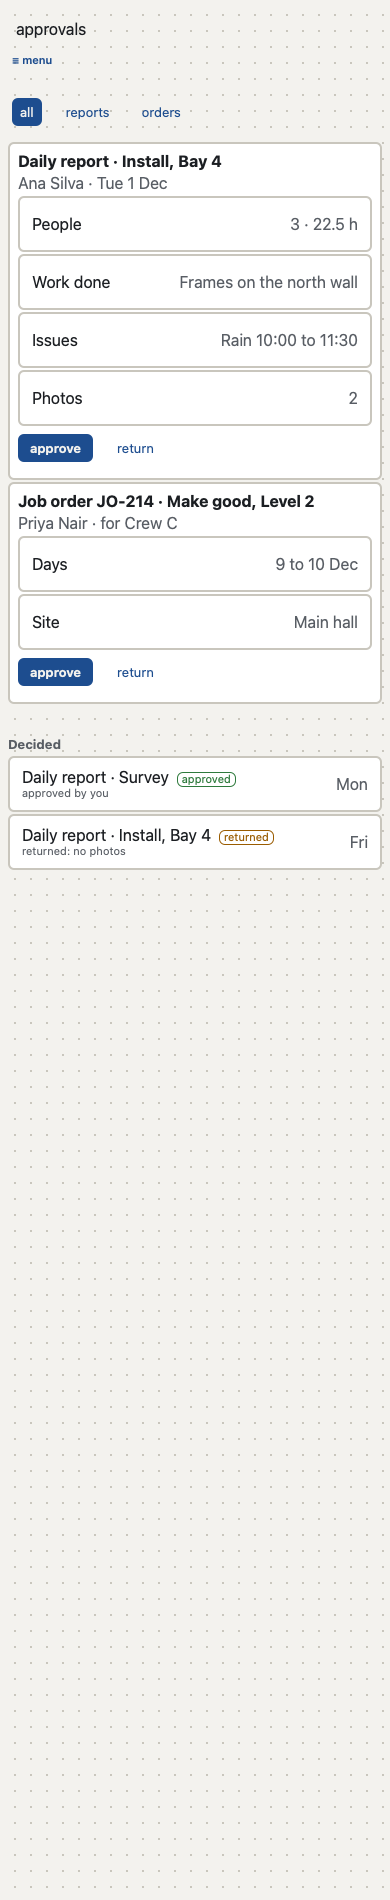 approvals
≡ menu
all reports orders
Daily report · Install, Bay 4
Ana Silva · Tue 1 Dec
People 3 · 22.5 h
Work done Frames on the north wall
Issues Rain 10:00 to 11:30
Photos 2
approve return
Job order JO-214 · Make good, Level 2
Priya Nair · for Crew C
Days 9 to 10 Dec
Site Main hall
approve return
Decided
Daily report · Survey approved Mon
approved by you
Daily report · Install, Bay 4 returned Fri
returned: no photos